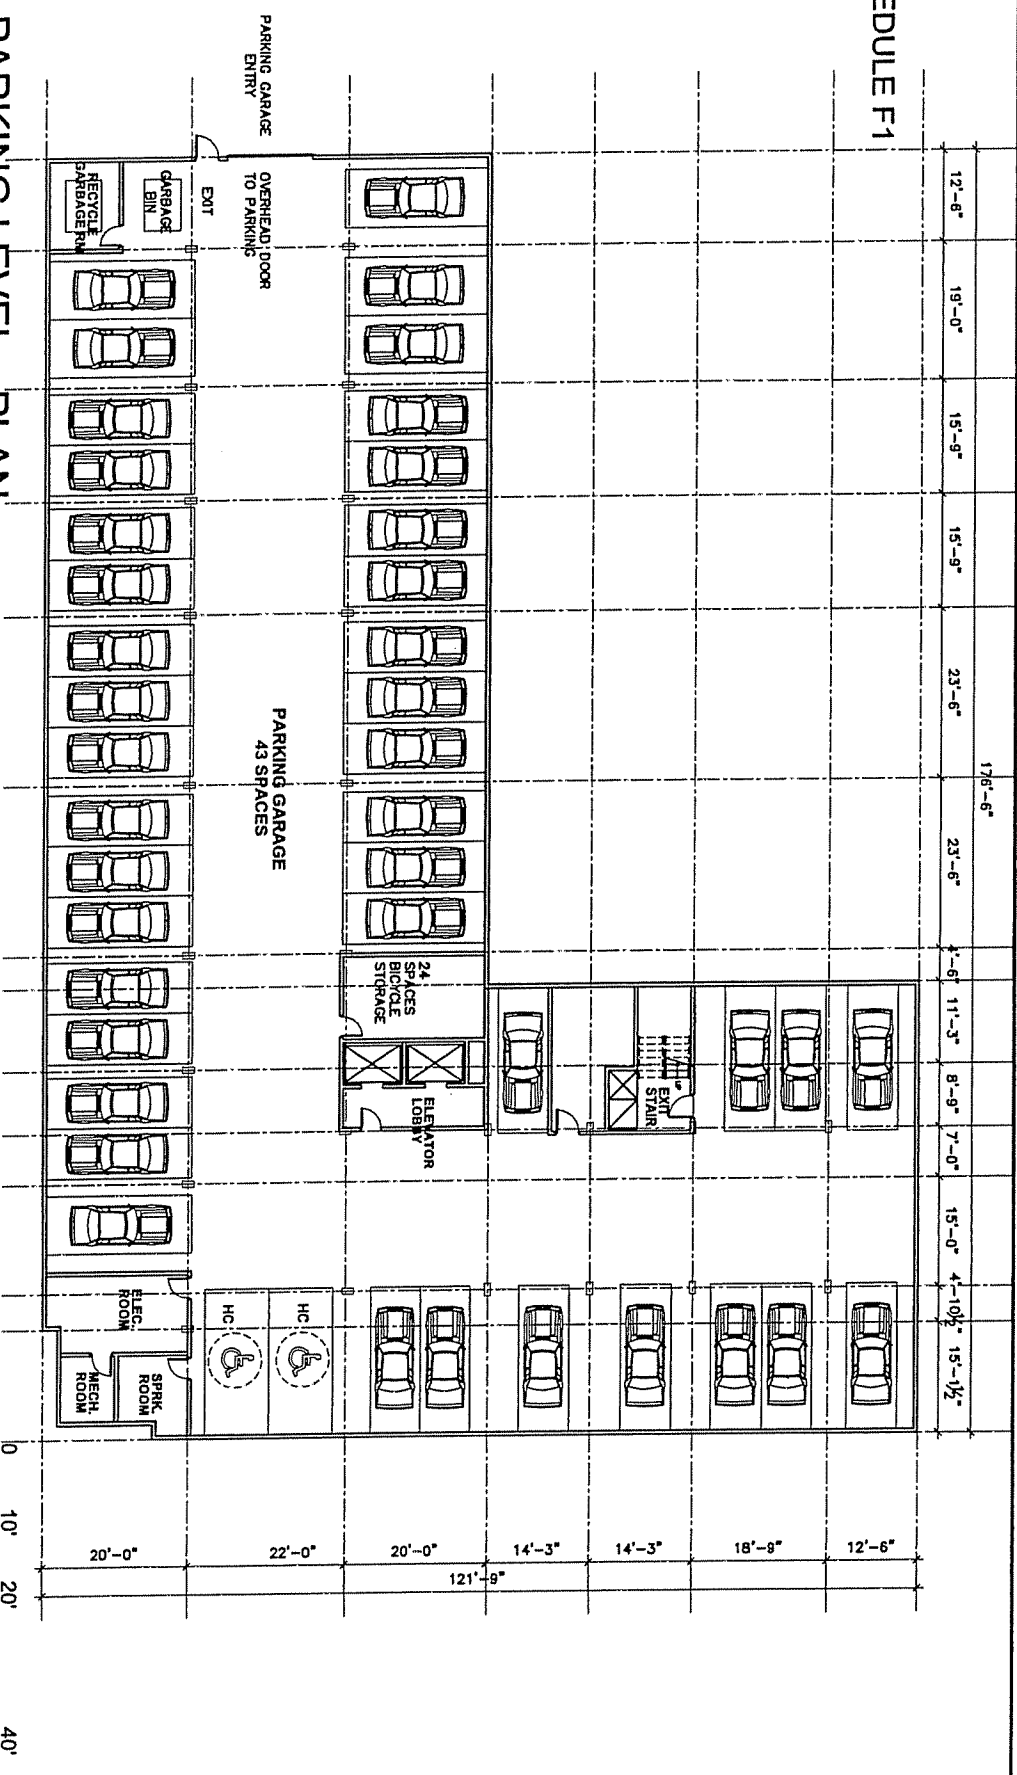 EDULE F1
176'-6"
12'-6"
19'-0"
15'-9"
15'-9"
23'-6"
23'-6"
4'-6"
11'-3"
8'-9"
7'-0"
15'-0"
4'-10½"
15'-1½"
PARKING GARAGE
ENTRY
OVERHEAD DOOR
TO PARKING
EXIT
GARBAGE
BIN
RECYCLE
GARBAGE RM
PARKING GARAGE
43 SPACES
24
SPACES
BICYCLE
STORAGE
ELEVATOR
LOBBY
EXIT
STAIR
UP
HC
HC
ELEC.
ROOM
SPRK.
ROOM
MECH.
ROOM
12'-6"
18'-9"
14'-3"
14'-3"
20'-0"
22'-0"
20'-0"
121'-9"
PARKING LEVEL PLAN
0 10' 20' 40'